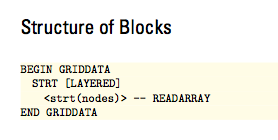 Structure of Blocks
BEGIN GRIDDATA
STRT [LAYERED]
<strt(nodes)> -- READARRAY
END GRIDDATA